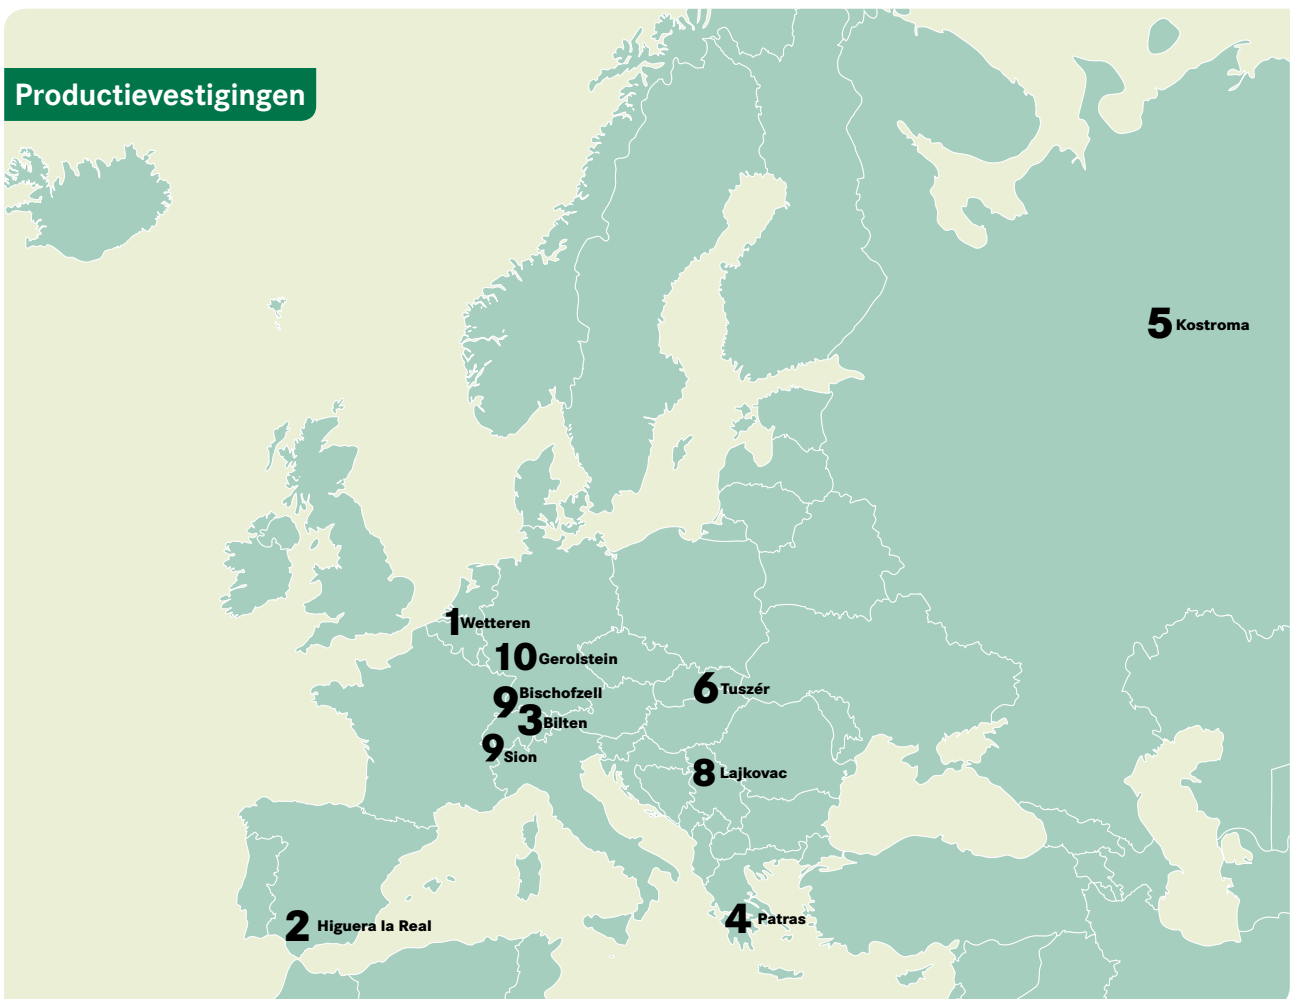 Productievestigingen
5 Kostroma
1 Wetteren
10 Gerolstein
6 Tuszér
9 Bischofzell
3 Bilten
9 Sion
8 Lajkovac
2 Higuera la Real
4 Patras